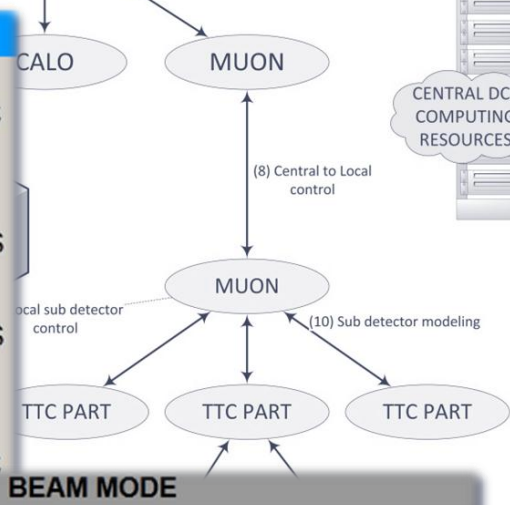 CALO
MUON
CENTRAL DC
COMPUTING
RESOURCES
(8) Central to Local
control
MUON
ocal sub detector
control
(10) Sub detector modeling
TTC PART
TTC PART
TTC PART
BEAM MODE